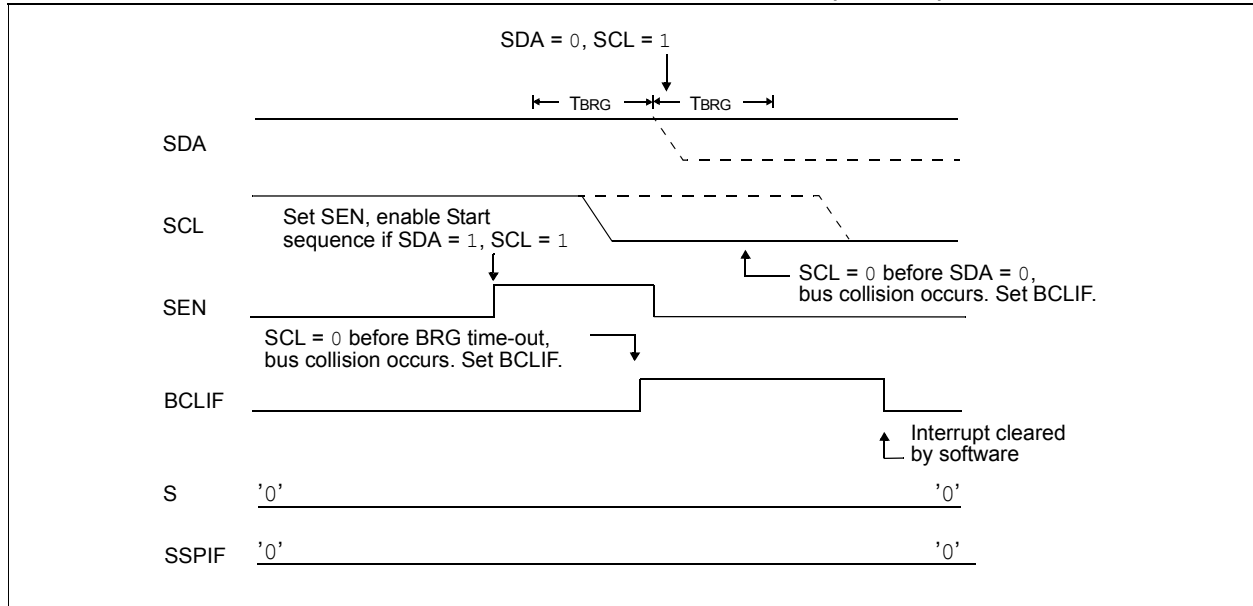 SDA = 0, SCL = 1
TBRG TBRG
SDA
SCL
Set SEN, enable Start
sequence if SDA = 1, SCL = 1
SCL = 0 before SDA = 0,
bus collision occurs. Set BCLIF.
SEN
SCL = 0 before BRG time-out,
bus collision occurs. Set BCLIF.
BCLIF
Interrupt cleared
by software
S '0' '0'
SSPIF '0' '0'